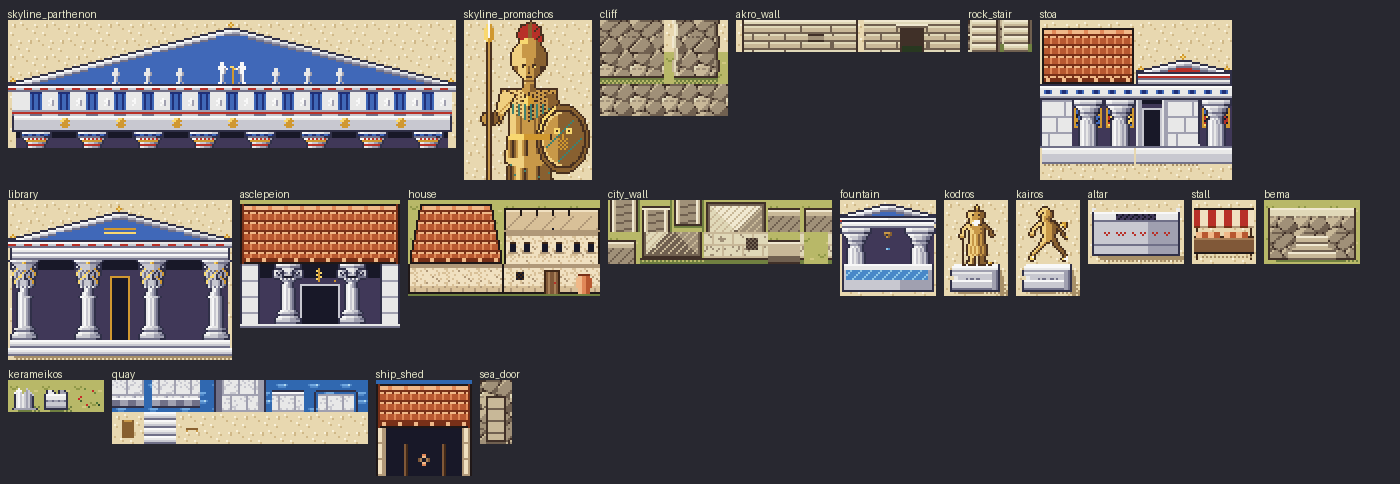 skyline_parthenon skyline_promachos cliff akro_wall rock_stair stoa
library asclepeion house city_wall fountain kodros kairos altar stall bema
kerameikos quay ship_shed sea_door